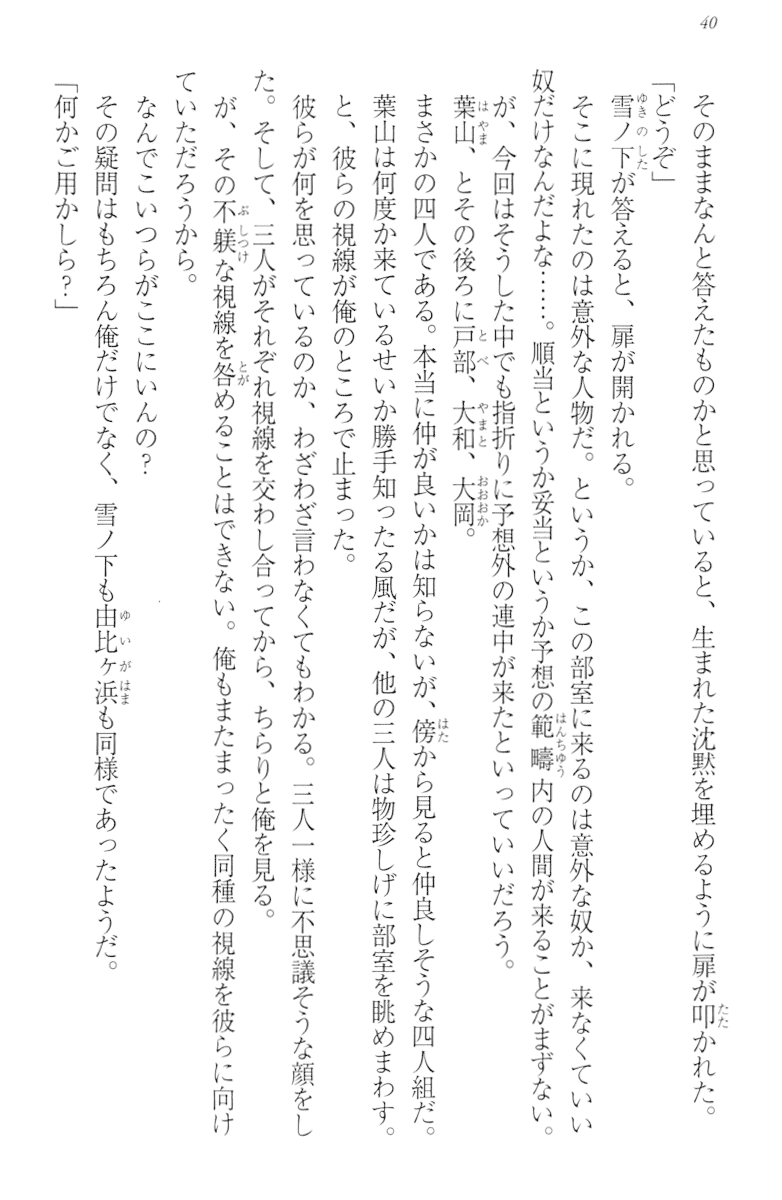 40
そのままなんと答えたものかと思っていると、生まれた沈黙を埋めるように扉が叩かれた。
「どうぞ」
雪ノ下が答えると、扉が開かれる。
そこに現れたのは意外な人物だ。というか、この部室に来るのは意外な奴か、来なくていい
奴だけなんだよな……。順当というか妥当というか予想の範疇内の人間が来ることがまずない。
が、今回はそうした中でも指折りに予想外の連中が来たといっていいだろう。
葉山、とその後ろに戸部、大和、大岡。
まさかの四人である。本当に仲が良いかは知らないが、傍から見ると仲良しそうな四人組だ。
葉山は何度か来ているせいか勝手知ったる風だが、他の三人は物珍しげに部室を眺めまわす。
と、彼らの視線が俺のところで止まった。
彼らが何を思っているのか、わざわざ言わなくてもわかる。三人一様に不思議そうな顔をし
た。そして、三人がそれぞれ視線を交わし合ってから、ちらりと俺を見る。
が、その不躾な視線を咎めることはできない。俺もまたまったく同種の視線を彼らに向け
ていただろうから。
なんでこいつらがここにいんの?
その疑問はもちろん俺だけでなく、雪ノ下も由比ヶ浜も同様であったようだ。
「何かご用かしら?」